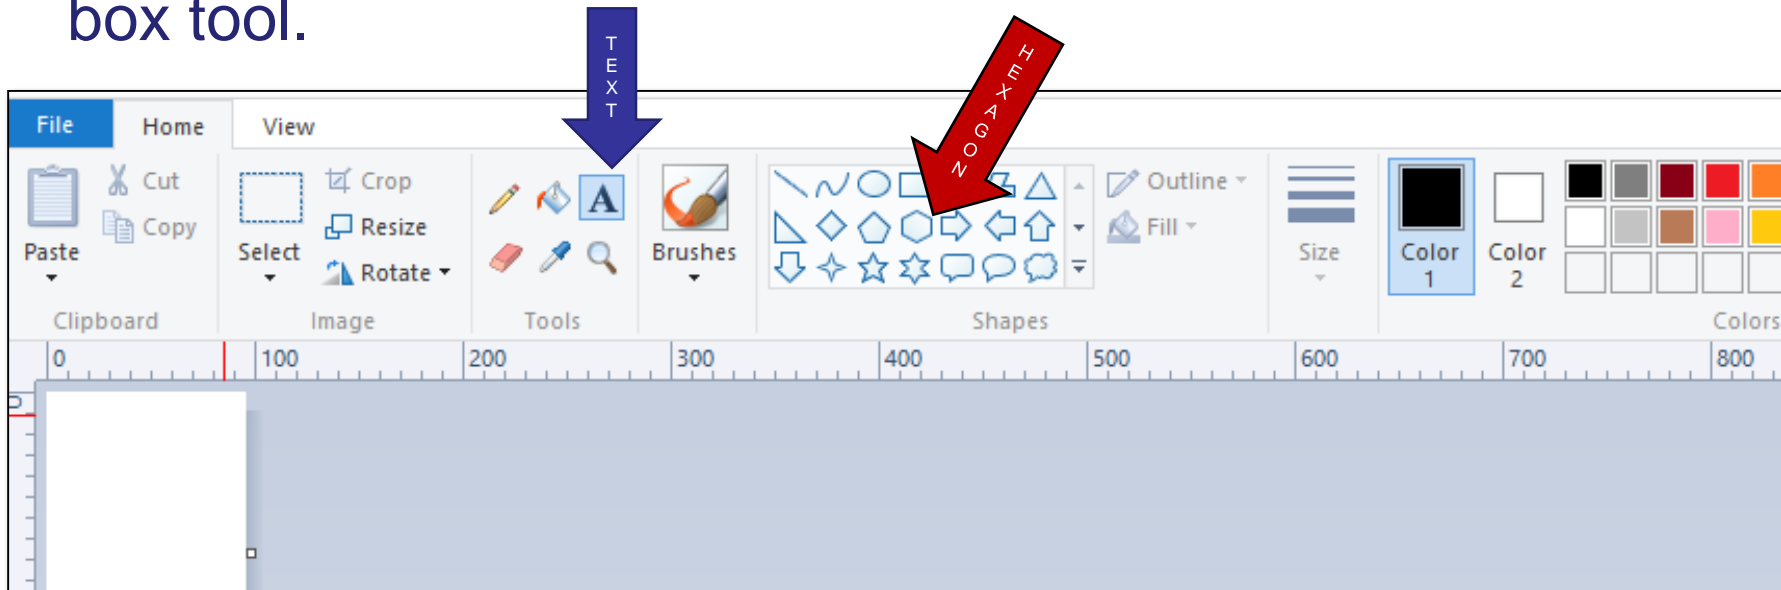 box tool.
TEXT
HEXAGON
File Home View
Cut
Crop
Outline
Copy
Resize
Fill
A
Paste
Select
Rotate
Brushes
Size
Color 1
Color 2
Clipboard Image Tools Shapes Colors
0 100 200 300 400 500 600 700 800
0